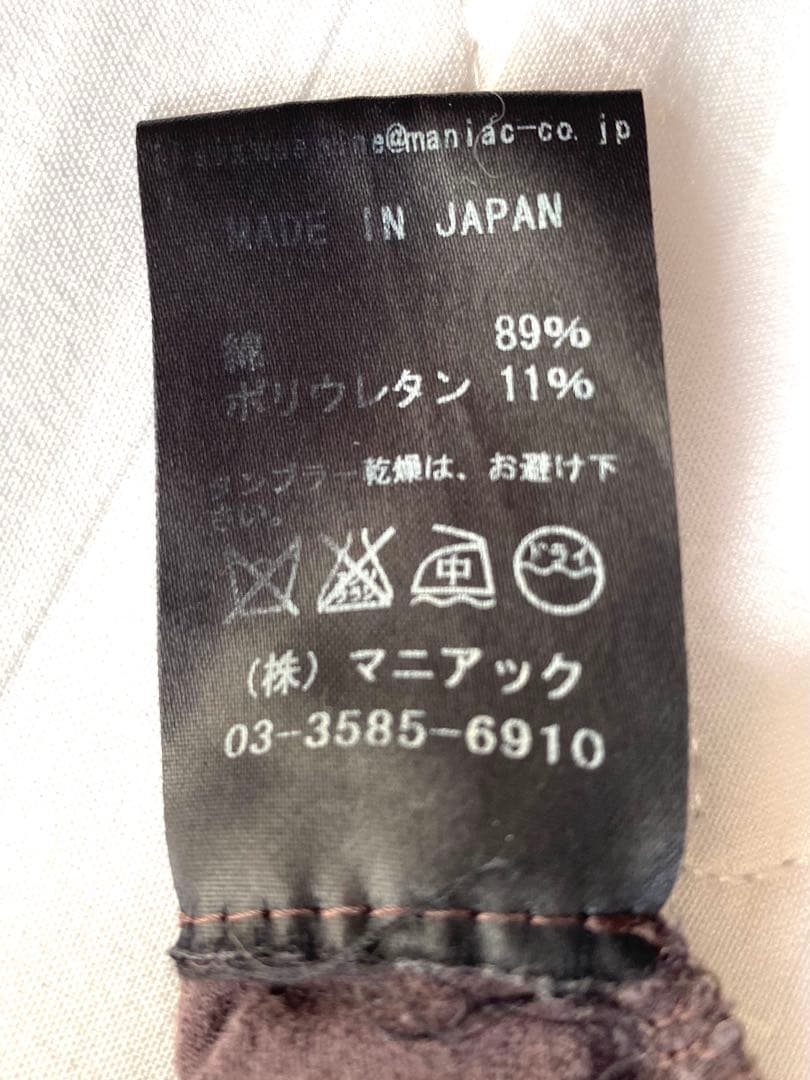 @maniac-co.jp
MADE IN JAPAN
綿 89%
ポリウレタン 11%
タンブラー乾燥は、お避け下
さい。
中 ドライ
(株) マニアック
03-3585-6910